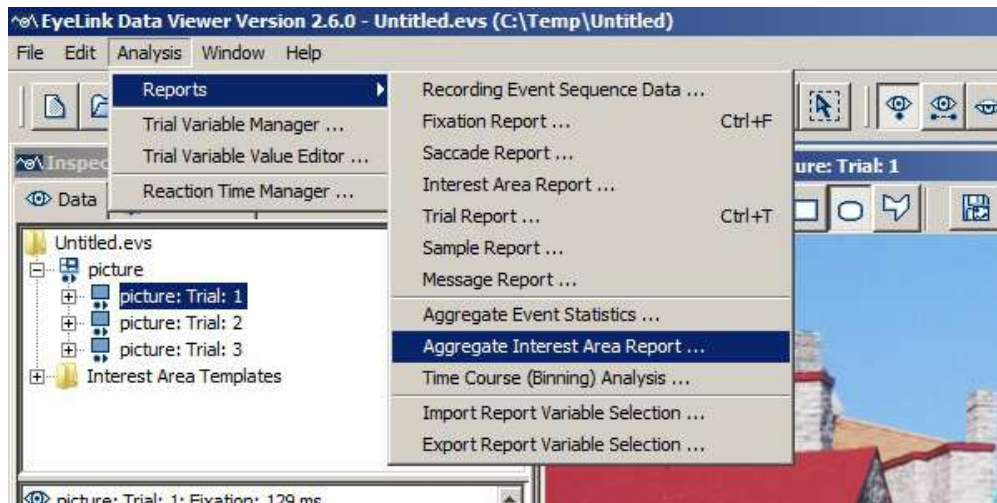 EyeLink Data Viewer Version 2.6.0 - Untitled.evs (C:\Temp\Untitled)
File Edit Analysis Window Help
Reports
Trial Variable Manager ...
Trial Variable Value Editor ...
Reaction Time Manager ...
Recording Event Sequence Data ...
Fixation Report ... Ctrl+F
Saccade Report ...
Interest Area Report ...
Trial Report ... Ctrl+T
Sample Report ...
Message Report ...
Aggregate Event Statistics ...
Aggregate Interest Area Report ...
Time Course (Binning) Analysis ...
Import Report Variable Selection ...
Export Report Variable Selection ...
Inspec
ure: Trial: 1
Data
Untitled.evs
picture
picture: Trial: 1
picture: Trial: 2
picture: Trial: 3
Interest Area Templates
picture: Trial: 1: Fixation: 129 ms